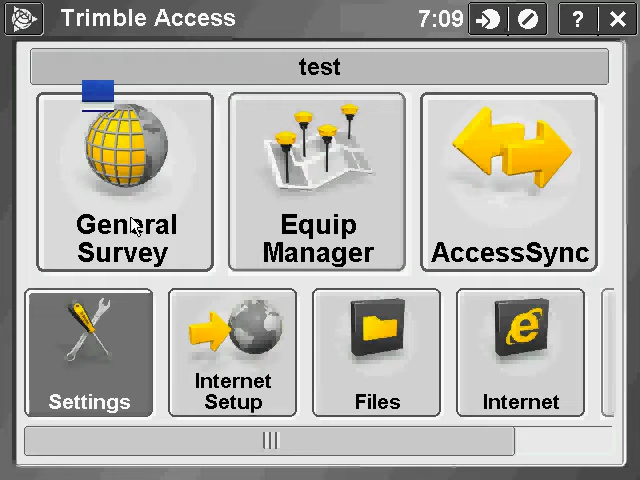 Trimble Access 7:09 ? X
test
General
Survey
Equip
Manager
AccessSync
Settings
Internet
Setup
Files
Internet